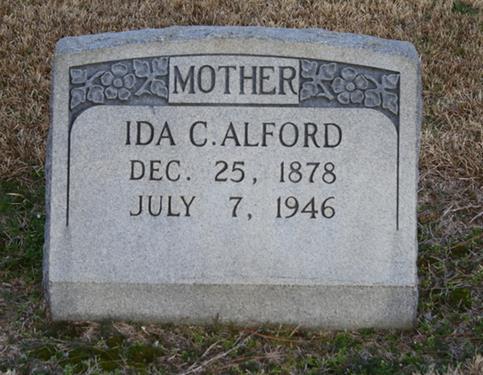 MOTHER
IDA C. ALFORD
DEC. 25, 1878
JULY 7, 1946